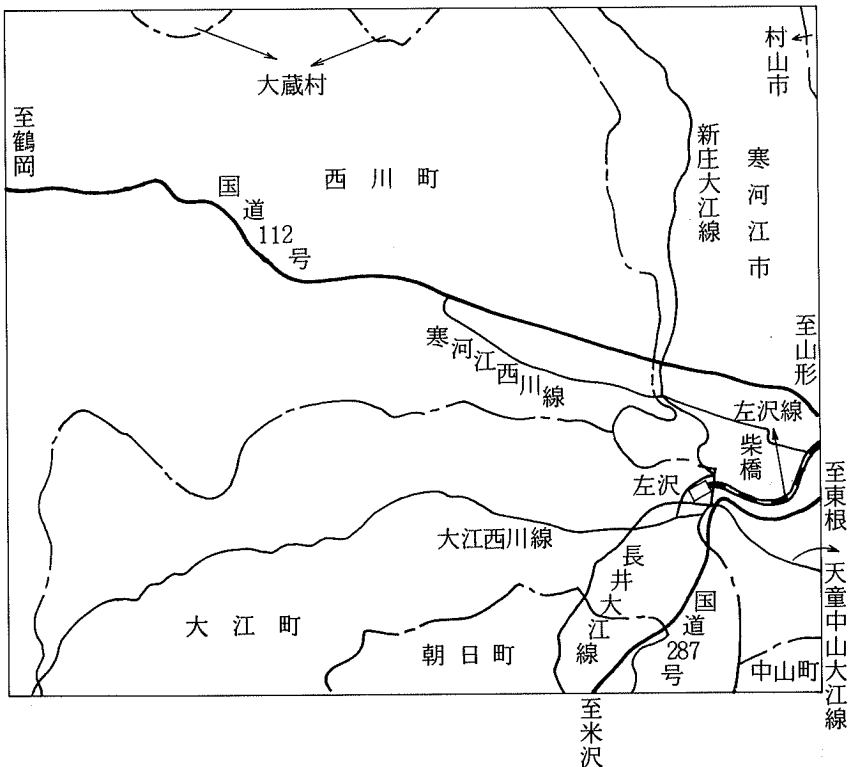 大蔵村
村山市
至鶴岡
西川町
国道112号
新庄大江線
寒河江市
至山形
寒河江西川線
左沢線
柴橋
左沢
至東根
大江西川線
長井大江線
天童中山大江線
大江町
朝日町
国道287号
中山町
至米沢